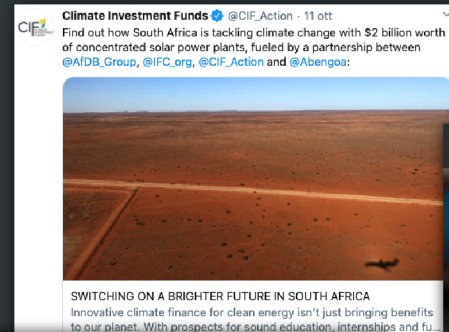 Climate Investment Funds @CIF_Action · 11 ott
CIF
Find out how South Africa is tackling climate change with $2 billion worth
of concentrated solar power plants, fueled by a partnership between
@AfDB_Group, @IFC_org, @CIF_Action and @Abengoa:
SWITCHING ON A BRIGHTER FUTURE IN SOUTH AFRICA
Innovative climate finance for clean energy isn't just bringing benefits
to our planet. With prospects for sound education, internships and fu...